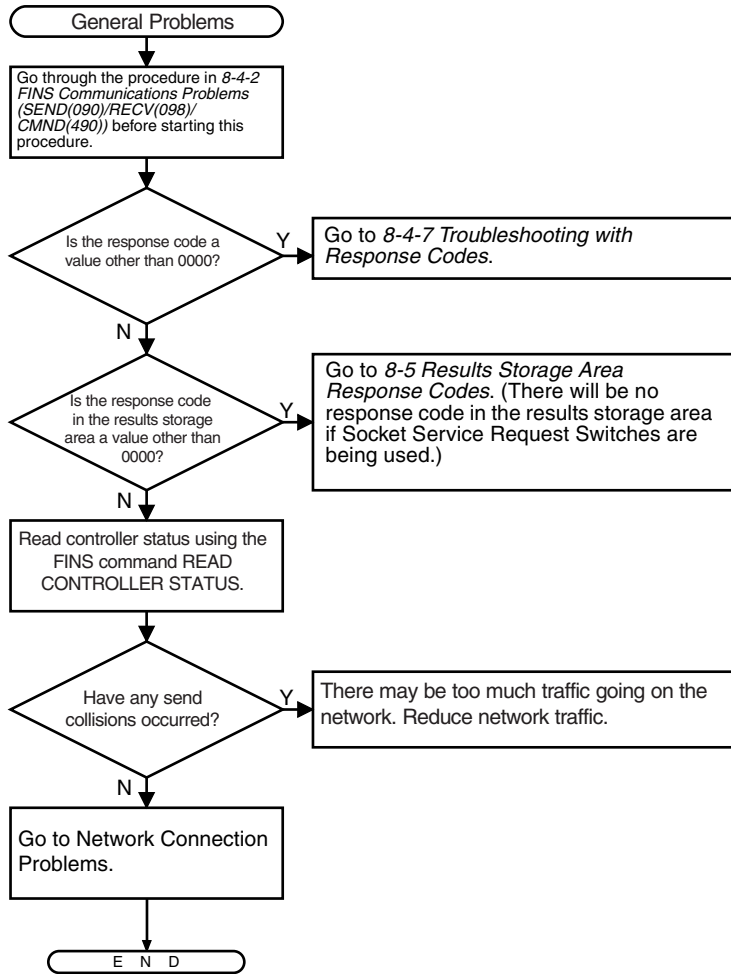 General Problems
Go through the procedure in 8-4-2
FINS Communications Problems
(SEND(090)/RECV(098)/
CMND(490)) before starting this
procedure.
Is the response code a
value other than 0000?
Y
Go to 8-4-7 Troubleshooting with
Response Codes.
N
Is the response code
in the results storage
area a value other than
0000?
Y
Go to 8-5 Results Storage Area
Response Codes. (There will be no
response code in the results storage area
if Socket Service Request Switches are
being used.)
N
Read controller status using the
FINS command READ
CONTROLLER STATUS.
Have any send
collisions occurred?
Y
There may be too much traffic going on the
network. Reduce network traffic.
N
Go to Network Connection
Problems.
E N D